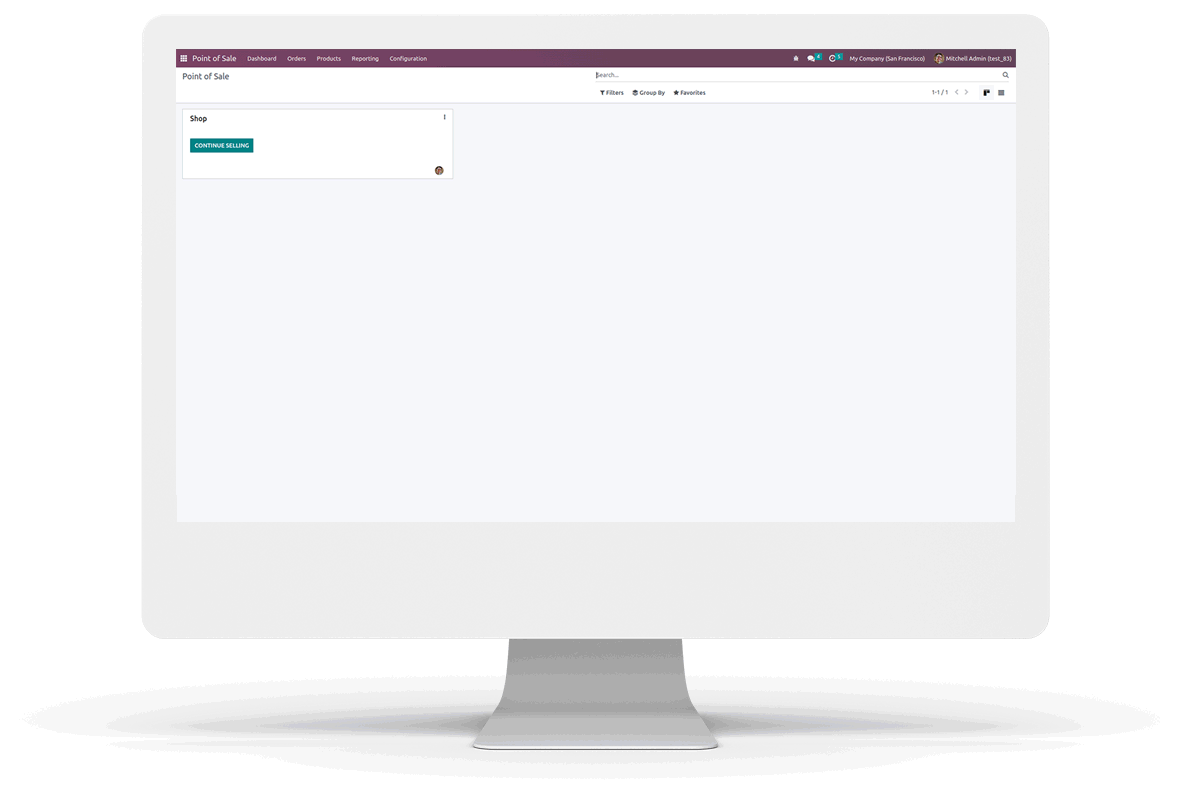 Point of Sale Dashboard Orders Products Reporting Configuration 4 5 My Company (San Francisco) Mitchell Admin (test_83)
Point of Sale Search...
Filters Group By Favorites 1-1 / 1
Shop
CONTINUE SELLING